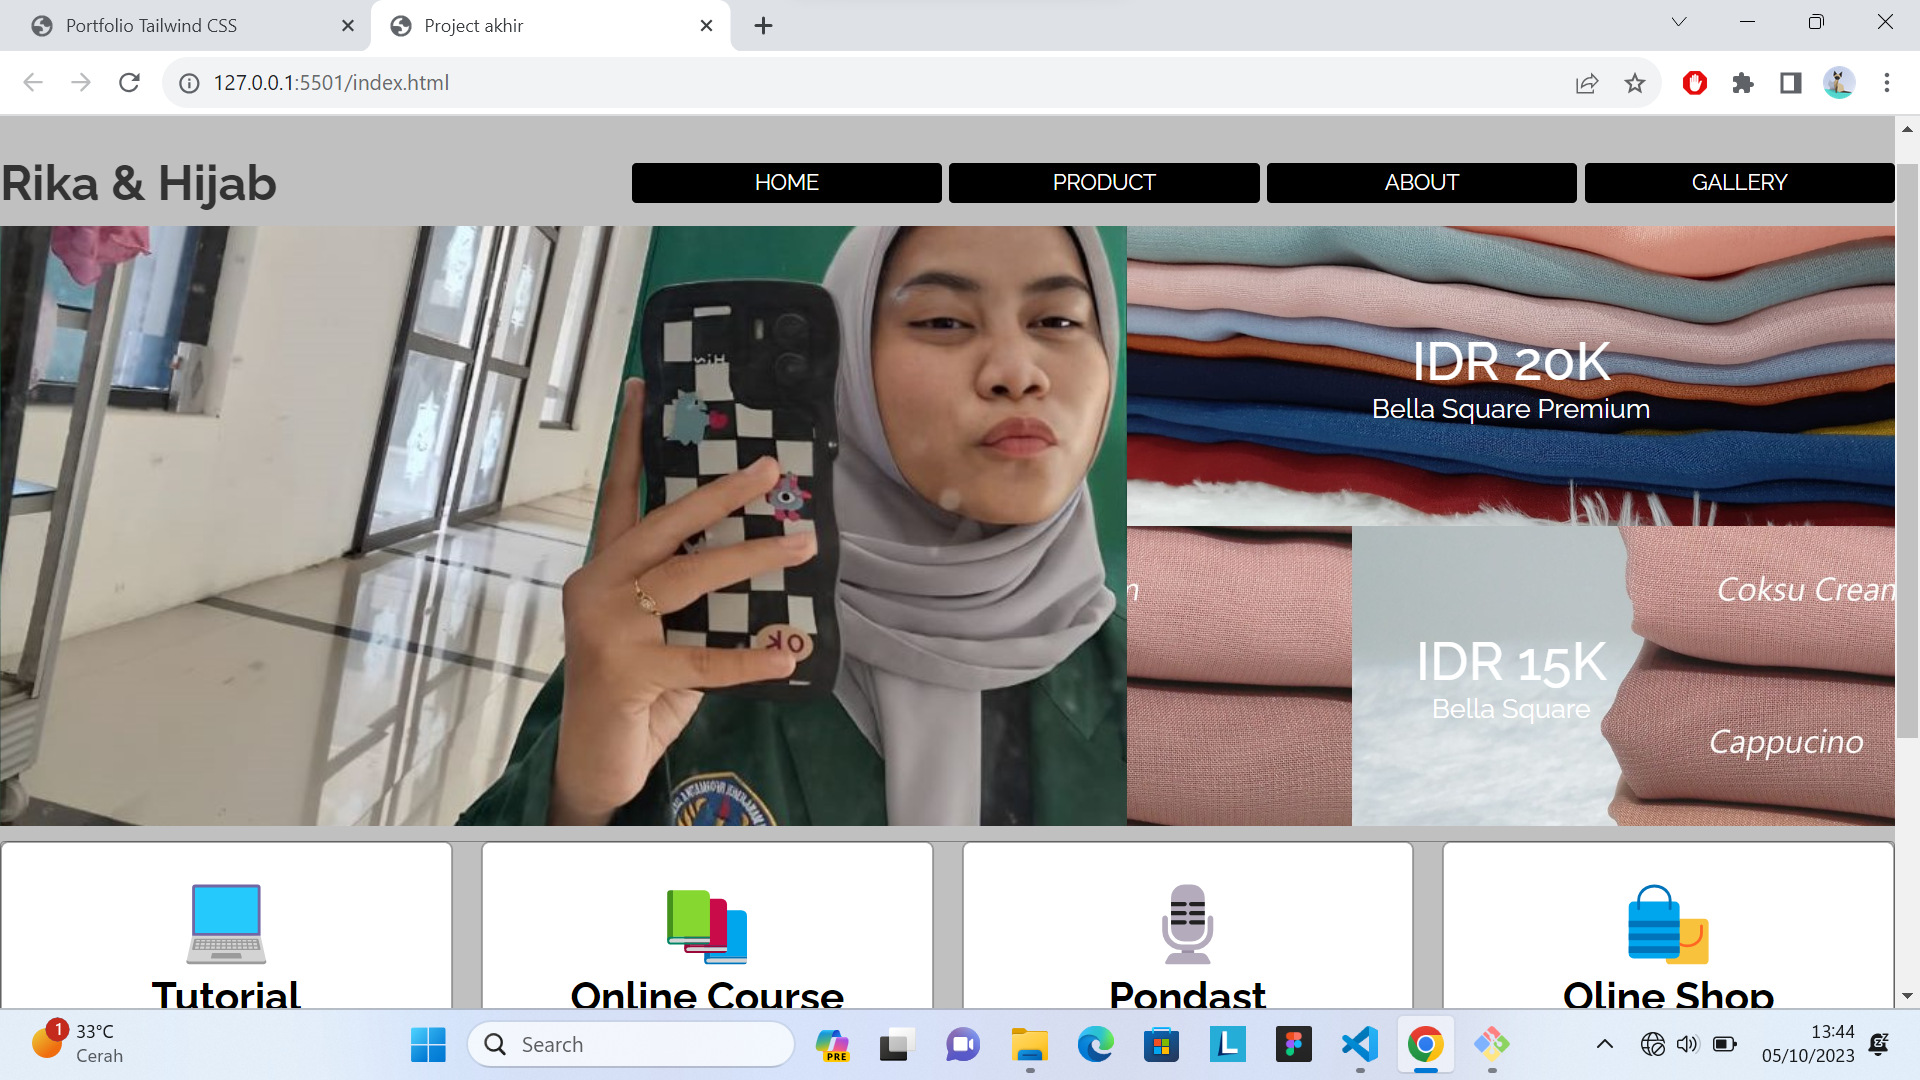 Portfolio Tailwind CSS
Project akhir
127.0.0.1:5501/index.html
Rika & Hijab
HOME
PRODUCT
ABOUT
GALLERY
IDR 20K
Bella Square Premium
Coksu Cream
IDR 15K
Bella Square
Cappucino
OK
Tutorial
Online Course
Pondast
Oline Shop
1
33°C
Cerah
Search
PRE
13:44
05/10/2023